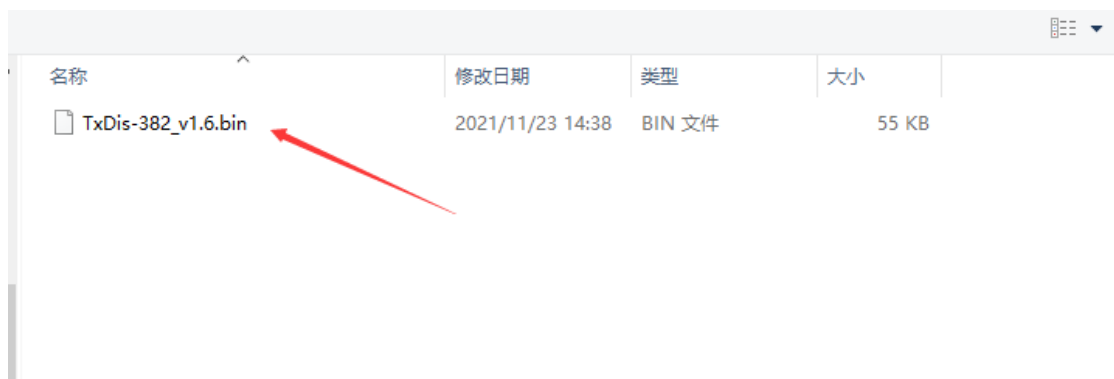 名称 修改日期 类型 大小
TxDis-382_v1.6.bin 2021/11/23 14:38 BIN 文件 55 KB